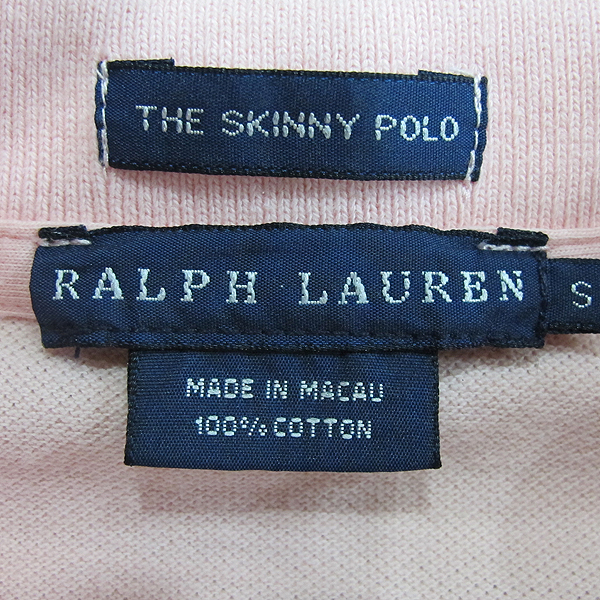 THE SKINNY POLO
RALPH LAUREN
S
MADE IN MACAU
100% COTTON